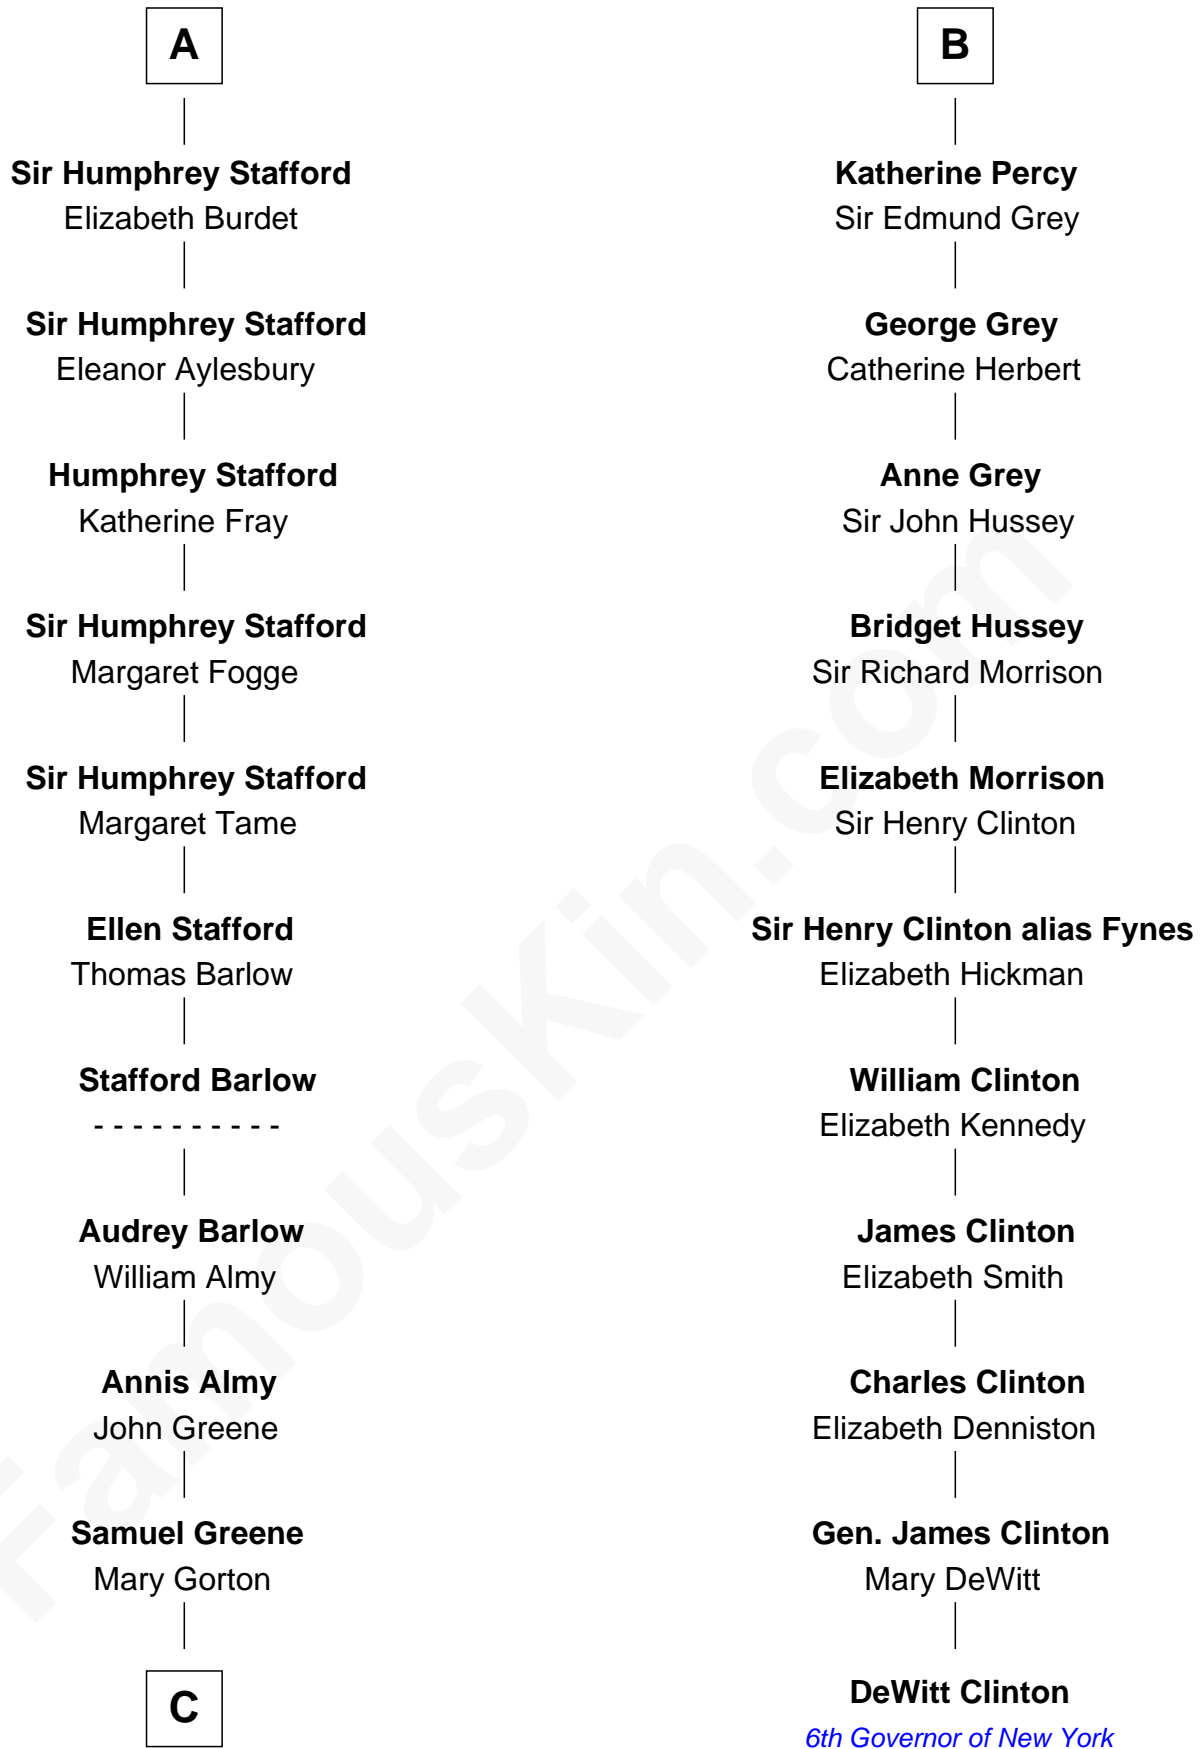 A
Sir Humphrey Stafford
Elizabeth Burdet
Sir Humphrey Stafford
Eleanor Aylesbury
Humphrey Stafford
Katherine Fray
Sir Humphrey Stafford
Margaret Fogge
Sir Humphrey Stafford
Margaret Tame
Ellen Stafford
Thomas Barlow
Stafford Barlow
- - - - - - - - - -
Audrey Barlow
William Almy
Annis Almy
John Greene
Samuel Greene
Mary Gorton
C
B
Katherine Percy
Sir Edmund Grey
George Grey
Catherine Herbert
Anne Grey
Sir John Hussey
Bridget Hussey
Sir Richard Morrison
Elizabeth Morrison
Sir Henry Clinton
Sir Henry Clinton alias Fynes
Elizabeth Hickman
William Clinton
Elizabeth Kennedy
James Clinton
Elizabeth Smith
Charles Clinton
Elizabeth Denniston
Gen. James Clinton
Mary DeWitt
DeWitt Clinton
6th Governor of New York
FamousKin.com